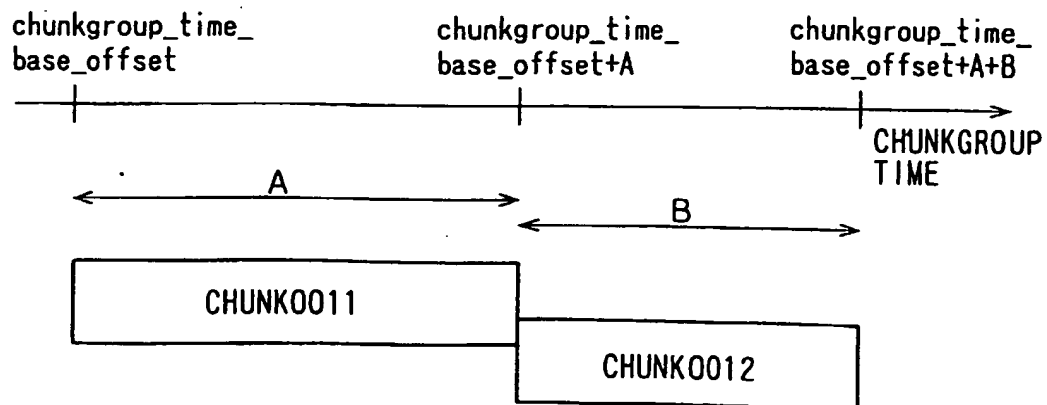 chunkgroup_time_
base_offset
chunkgroup_time_
base_offset+A
chunkgroup_time_
base_offset+A+B
CHUNKGROUP
TIME
A
B
CHUNK0011
CHUNK0012